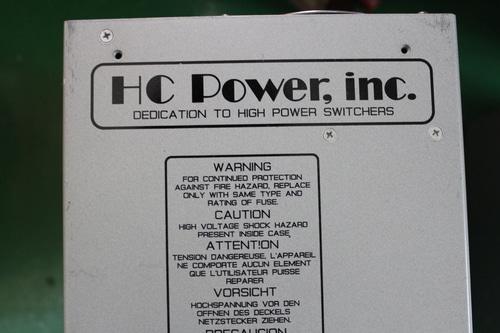 HC Power, inc.
DEDICATION TO HIGH POWER SWITCHERS
WARNING
FOR CONTINUED PROTECTION
AGAINST FIRE HAZARD, REPLACE
ONLY WITH SAME TYPE AND
RATING OF FUSE.
CAUTION
HIGH VOLTAGE SHOCK HAZARD
PRESENT INSIDE CASE
ATTENTION
TENSION DANGEREUSE, L'APPAREIL
NE COMPORTE AUCUN ELEMENT
QUE L'UTILISATEUR PUISSE
REPARER
VORSICHT
HOCHSPANNUNG VOR DEN
OFFNEN DES DECKELS
NETZSTECKER ZIEHEN.
PRECAUCION